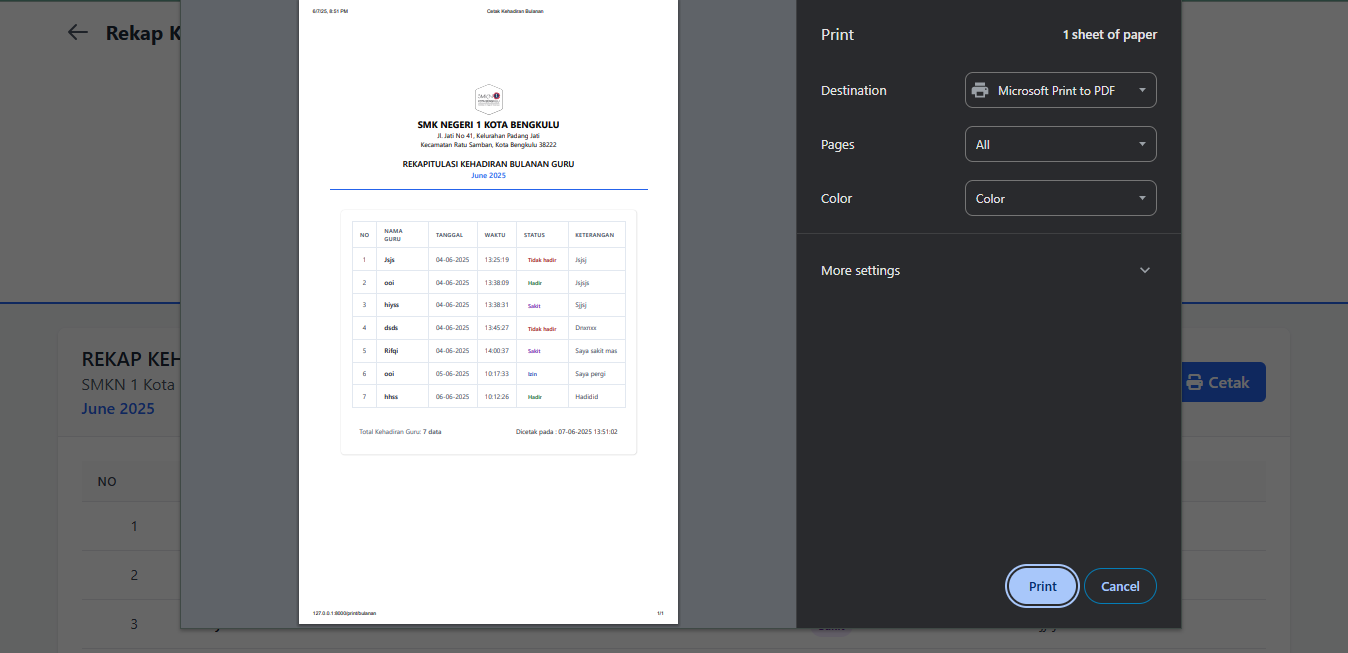 Rekap K
6/7/25, 8:51 PM Cetak Kehadiran Bulanan
SMK NEGERI 1 KOTA BENGKULU
Jl. Jati No 41, Kelurahan Padang Jati
Kecamatan Ratu Samban, Kota Bengkulu 38222
REKAPITULASI KEHADIRAN BULANAN GURU
June 2025
NO NAMA GURU TANGGAL WAKTU STATUS KETERANGAN
1 Jsjs 04-06-2025 13:25:19 Tidak hadir Jsjsj
2 ooi 04-06-2025 13:38:09 Hadir Jsjsjs
3 hiyss 04-06-2025 13:38:31 Sakit Sjjsj
4 dsds 04-06-2025 13:45:27 Tidak hadir Dnxnxx
5 Rifqi 04-06-2025 14:00:37 Sakit Saya sakit mas
6 ooi 05-06-2025 10:17:33 Izin Saya pergi
7 hhss 06-06-2025 10:12:26 Hadir Hadidid
Total Kehadiran Guru: 7 data Dicetak pada : 07-06-2025 13:51:02
127.0.0.1:8000/print/bulanan 1/1
Print 1 sheet of paper
Destination Microsoft Print to PDF
Pages All
Color Color
More settings
Print Cancel
REKAP KEH
SMKN 1 Kota
June 2025
Cetak
NO
1
2
3